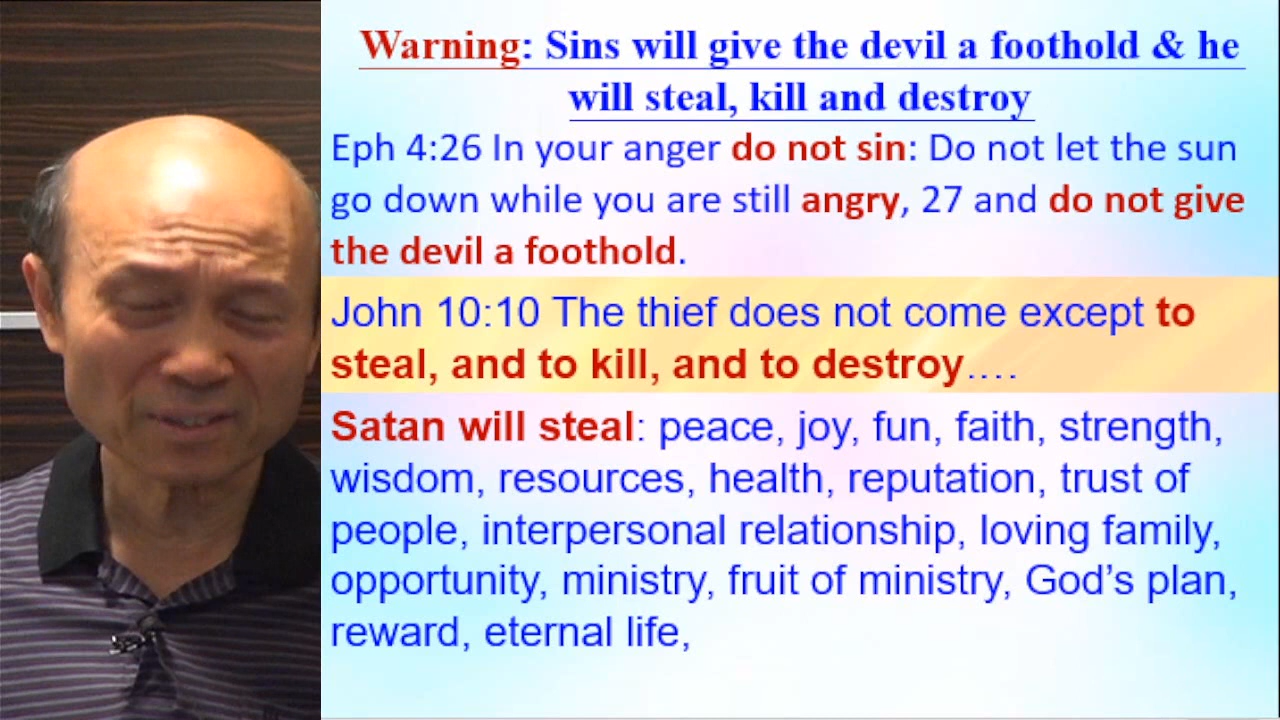 Warning: Sins will give the devil a foothold & he
will steal, kill and destroy
Eph 4:26 In your anger do not sin: Do not let the sun
go down while you are still angry, 27 and do not give
the devil a foothold.
John 10:10 The thief does not come except to
steal, and to kill, and to destroy….
Satan will steal: peace, joy, fun, faith, strength,
wisdom, resources, health, reputation, trust of
people, interpersonal relationship, loving family,
opportunity, ministry, fruit of ministry, God’s plan,
reward, eternal life,